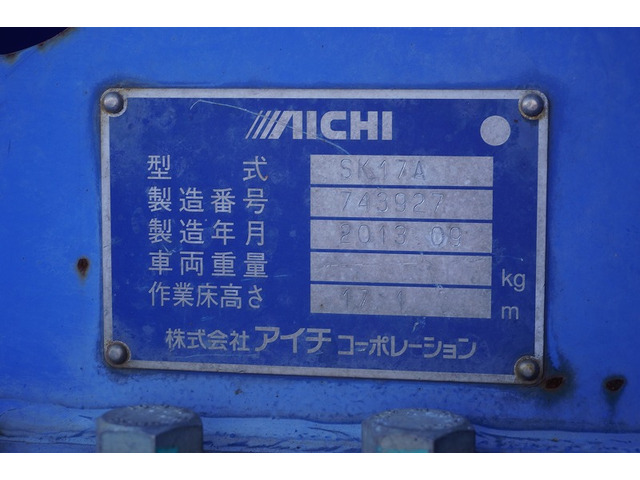 AICHI
型式 SK17A
製造番号 743927
製造年月 2013.09
車両重量 kg
作業床高さ 17.1 m
株式会社アイチコーポレーション